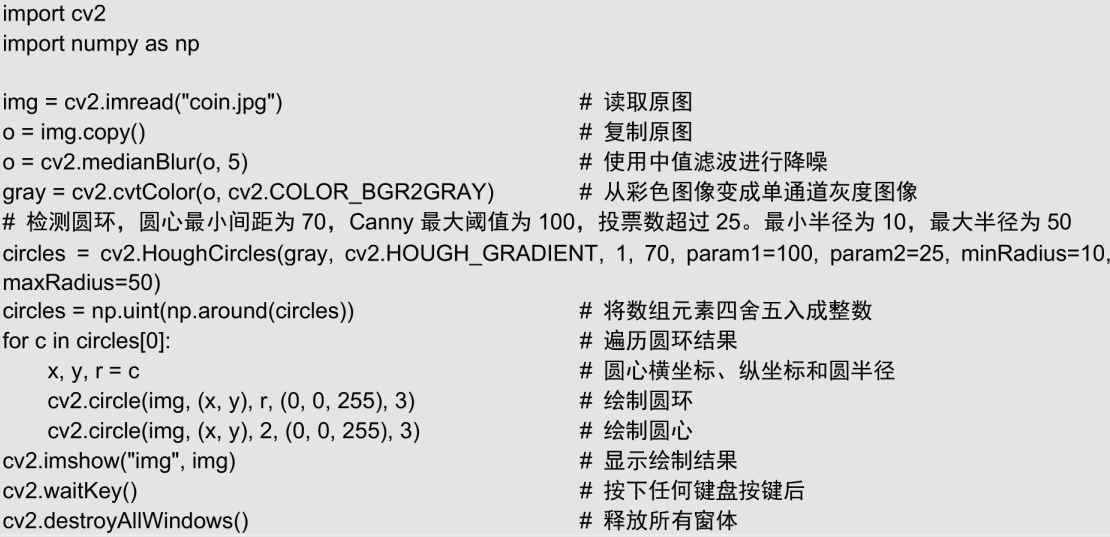 import cv2
import numpy as np
img = cv2.imread("coin.jpg") # 读取原图
o = img.copy() # 复制原图
o = cv2.medianBlur(o, 5) # 使用中值滤波进行降噪
gray = cv2.cvtColor(o, cv2.COLOR_BGR2GRAY) # 从彩色图像变成单通道灰度图像
# 检测圆环，圆心最小间距为 70，Canny 最大阈值为 100，投票数超过 25。最小半径为 10，最大半径为 50
circles = cv2.HoughCircles(gray, cv2.HOUGH_GRADIENT, 1, 70, param1=100, param2=25, minRadius=10,
maxRadius=50)
circles = np.uint(np.around(circles)) # 将数组元素四舍五入成整数
for c in circles[0]: # 遍历圆环结果
    x, y, r = c # 圆心横坐标、纵坐标和圆半径
    cv2.circle(img, (x, y), r, (0, 0, 255), 3) # 绘制圆环
    cv2.circle(img, (x, y), 2, (0, 0, 255), 3) # 绘制圆心
cv2.imshow("img", img) # 显示绘制结果
cv2.waitKey() # 按下任何键盘按键后
cv2.destroyAllWindows() # 释放所有窗体